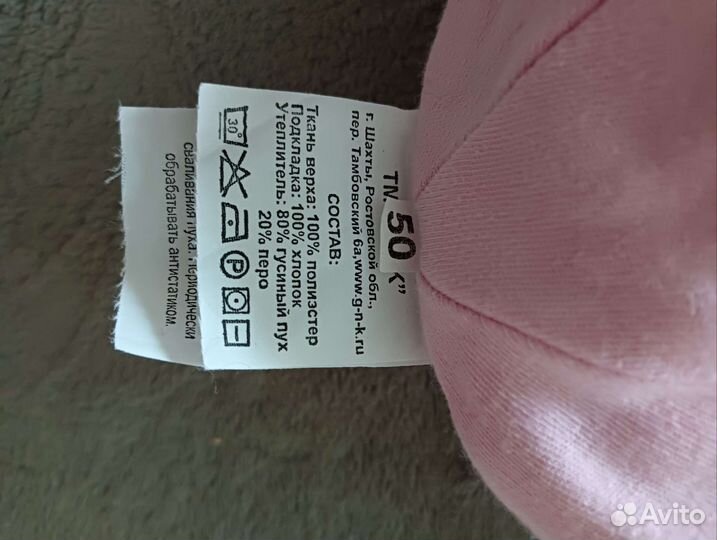 ТМ
50
К"
г. Шахты, Ростовской обл.,
пер. Тамбовский 6а,www.g-n-k.ru
СОСТАВ:
Ткань верха: 100% полиэстер
Подкладка: 100% хлопок
Утеплитель: 80% гусиный пух
20% перо
30°
P
сваливания пуха. Периодически
обрабатывать антистатиком.
Avito